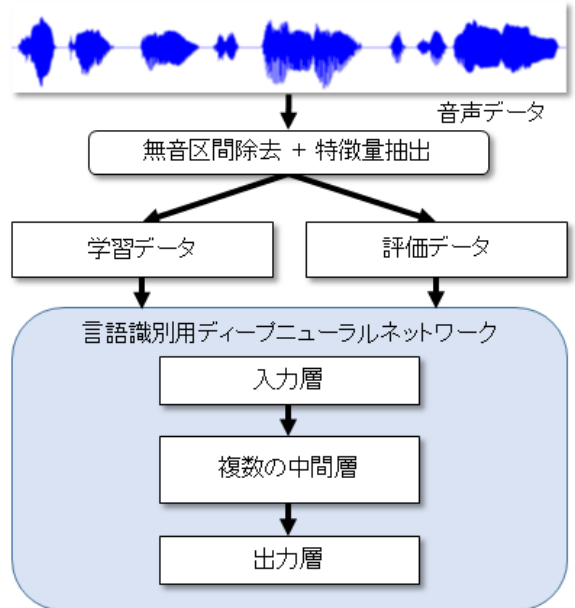 音声データ
無音区間除去 + 特徴量抽出
学習データ
評価データ
言語識別用ディープニューラルネットワーク
入力層
複数の中間層
出力層